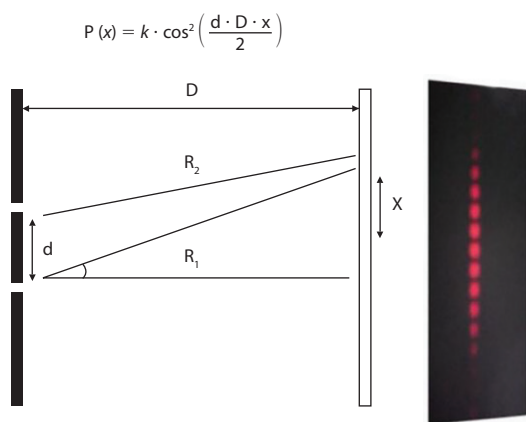 P (x) = k · cos² ( d · D · x / 2 )
D
R₂
X
d
R₁